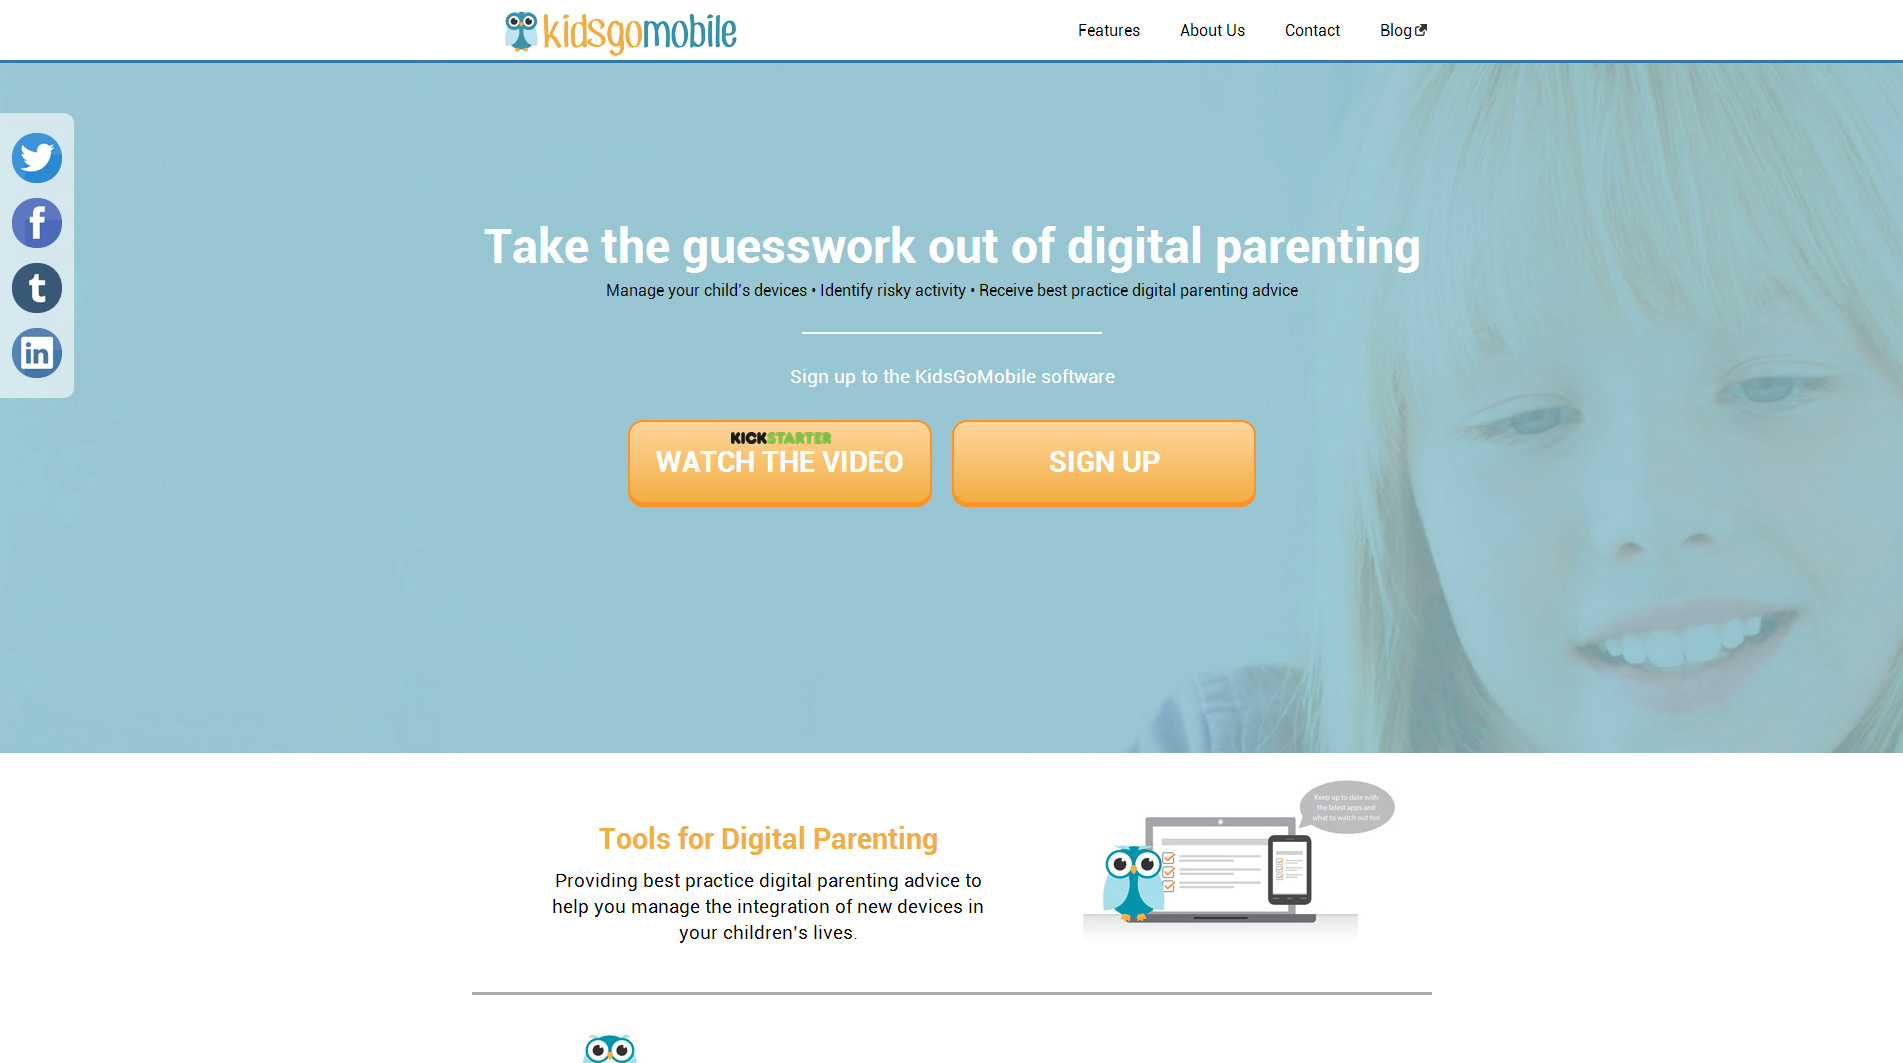 kidsgomobile
Features
About Us
Contact
Blog
Take the guesswork out of digital parenting
Manage your child's devices • Identify risky activity • Receive best practice digital parenting advice
Sign up to the KidsGoMobile software
KICKSTARTER
WATCH THE VIDEO
SIGN UP
Tools for Digital Parenting
Providing best practice digital parenting advice to
help you manage the integration of new devices in
your children's lives.
Keep up to date with
the latest apps and
what to watch out for!